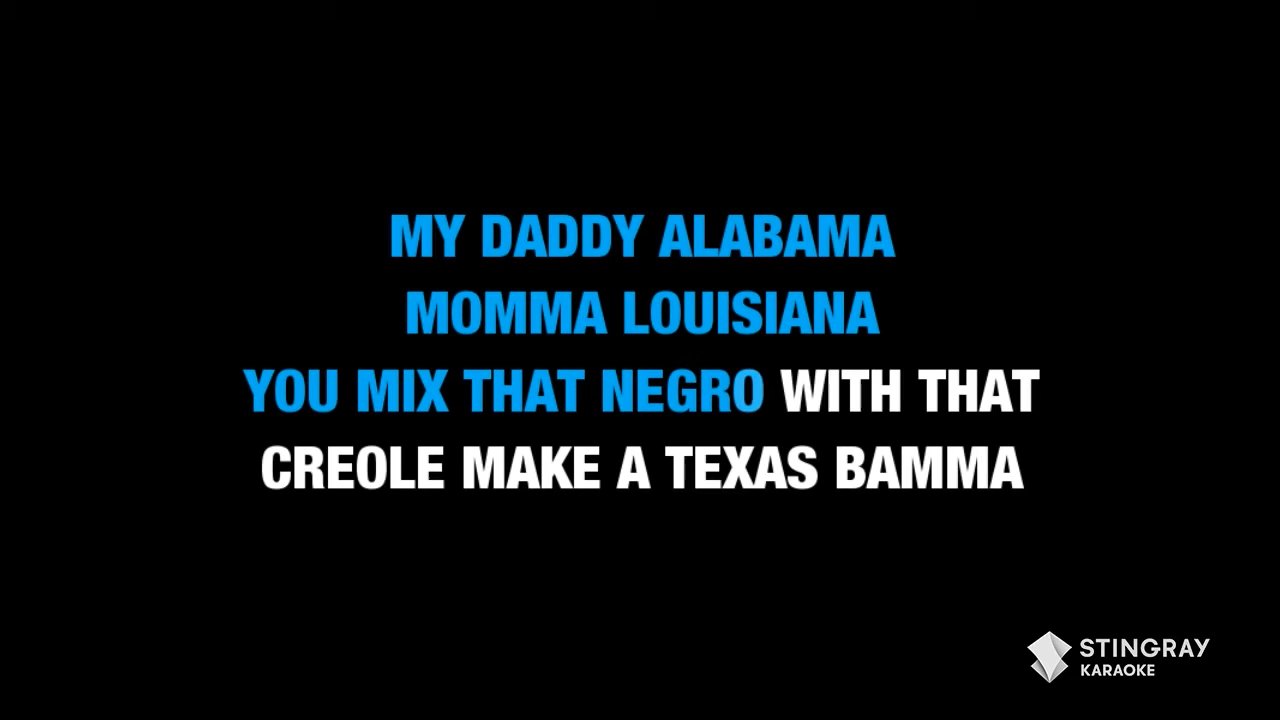 MY DADDY ALABAMA
MOMMA LOUISIANA
YOU MIX THAT NEGRO WITH THAT
CREOLE MAKE A TEXAS BAMMA
STINGRAY
KARAOKE